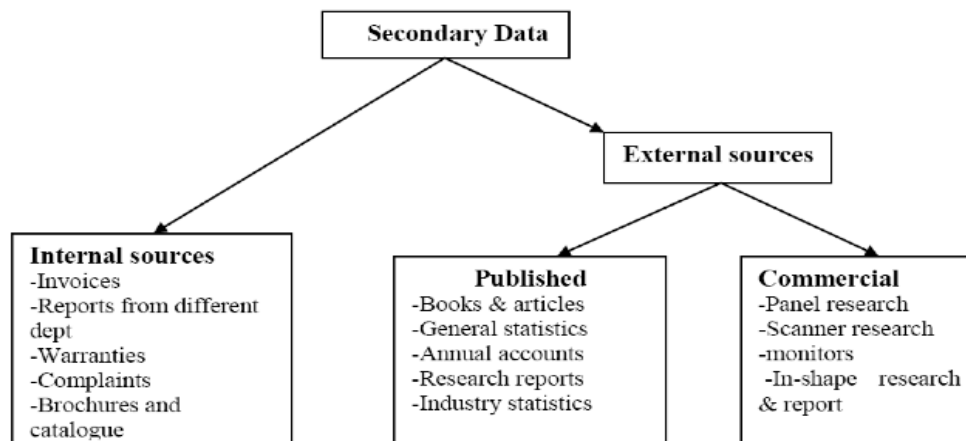 Secondary Data
External sources
Internal sources
-Invoices
-Reports from different
dept
-Warranties
-Complaints
-Brochures and
catalogue
Published
-Books & articles
-General statistics
-Annual accounts
-Research reports
-Industry statistics
Commercial
-Panel research
-Scanner research
-monitors
-In-shape research
& report